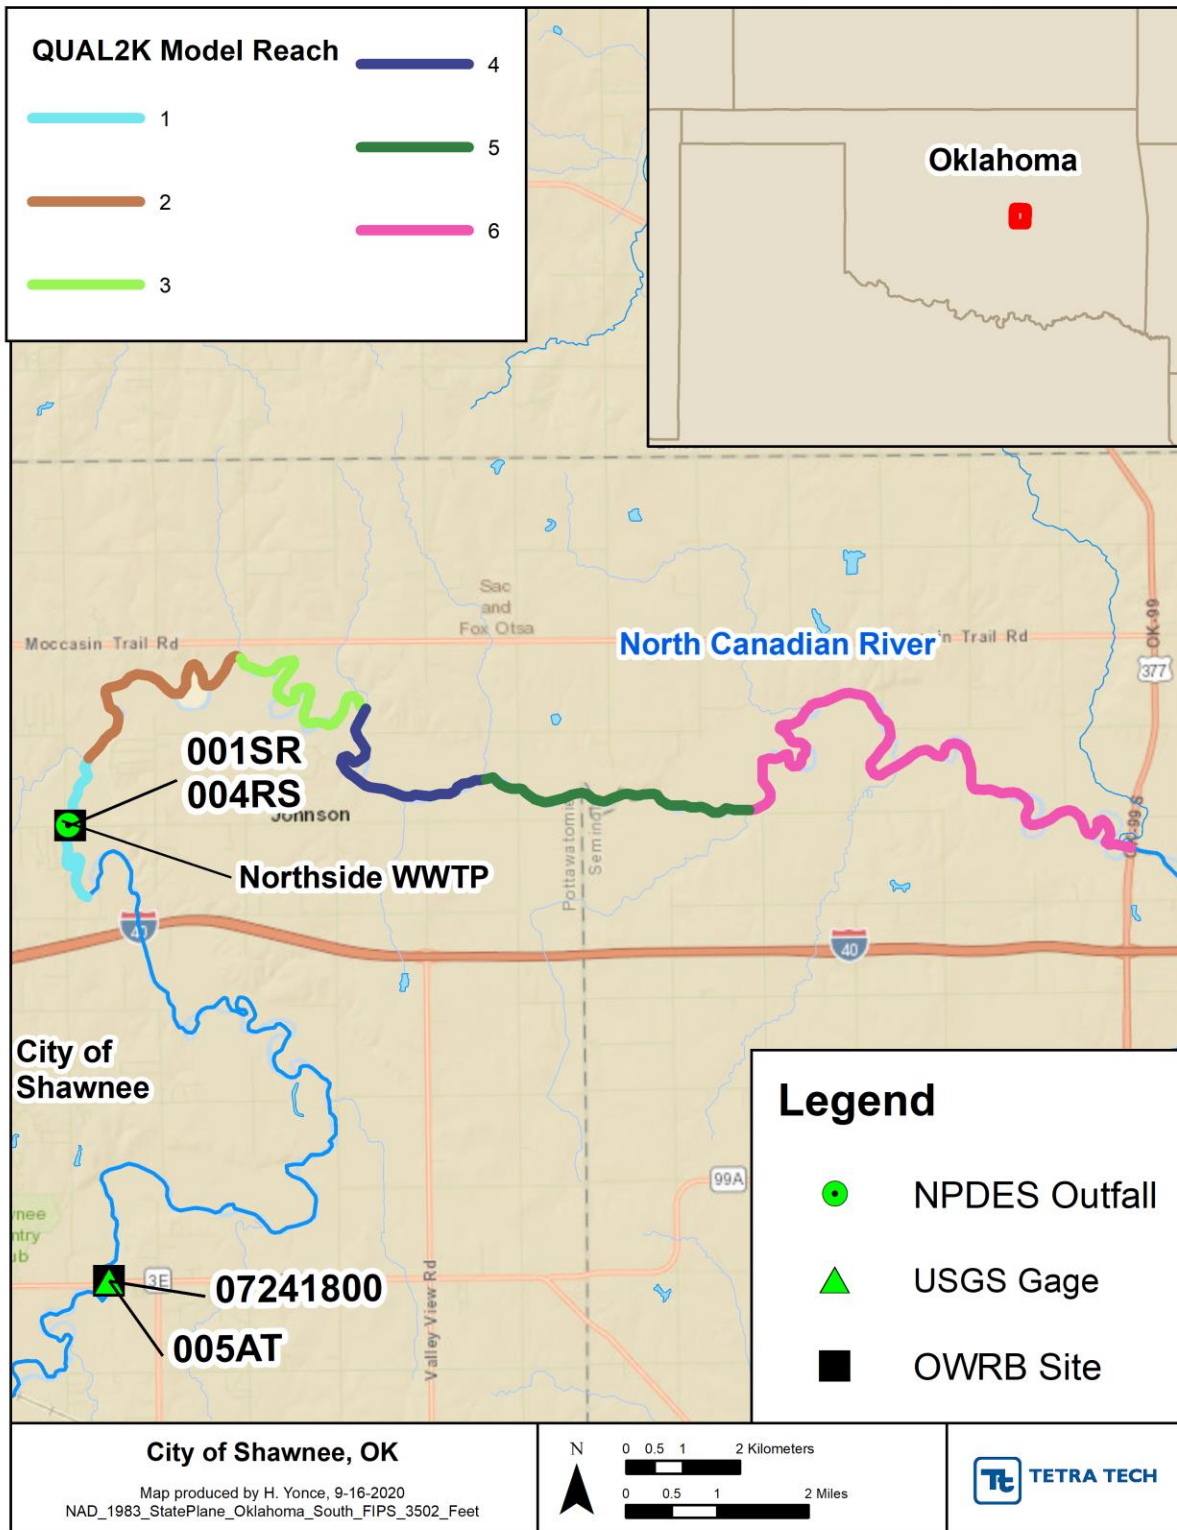 QUAL2K Model Reach
1
2
3
4
5
6
Oklahoma
Sac
and
Fox Otsa
Moccasin Trail Rd
North Canadian River
Trail Rd
OK-99
377
001SR
004RS
Johnson
Northside WWTP
Pottawatomie
40
40
City of
Shawnee
99A
3E
07241800
005AT
Valley View Rd
Legend
NPDES Outfall
USGS Gage
OWRB Site
City of Shawnee, OK
Map produced by H. Yonce, 9-16-2020
NAD_1983_StatePlane_Oklahoma_South_FIPS_3502_Feet
N
0 0.5 1 2 Kilometers
0 0.5 1 2 Miles
Tt TETRA TECH